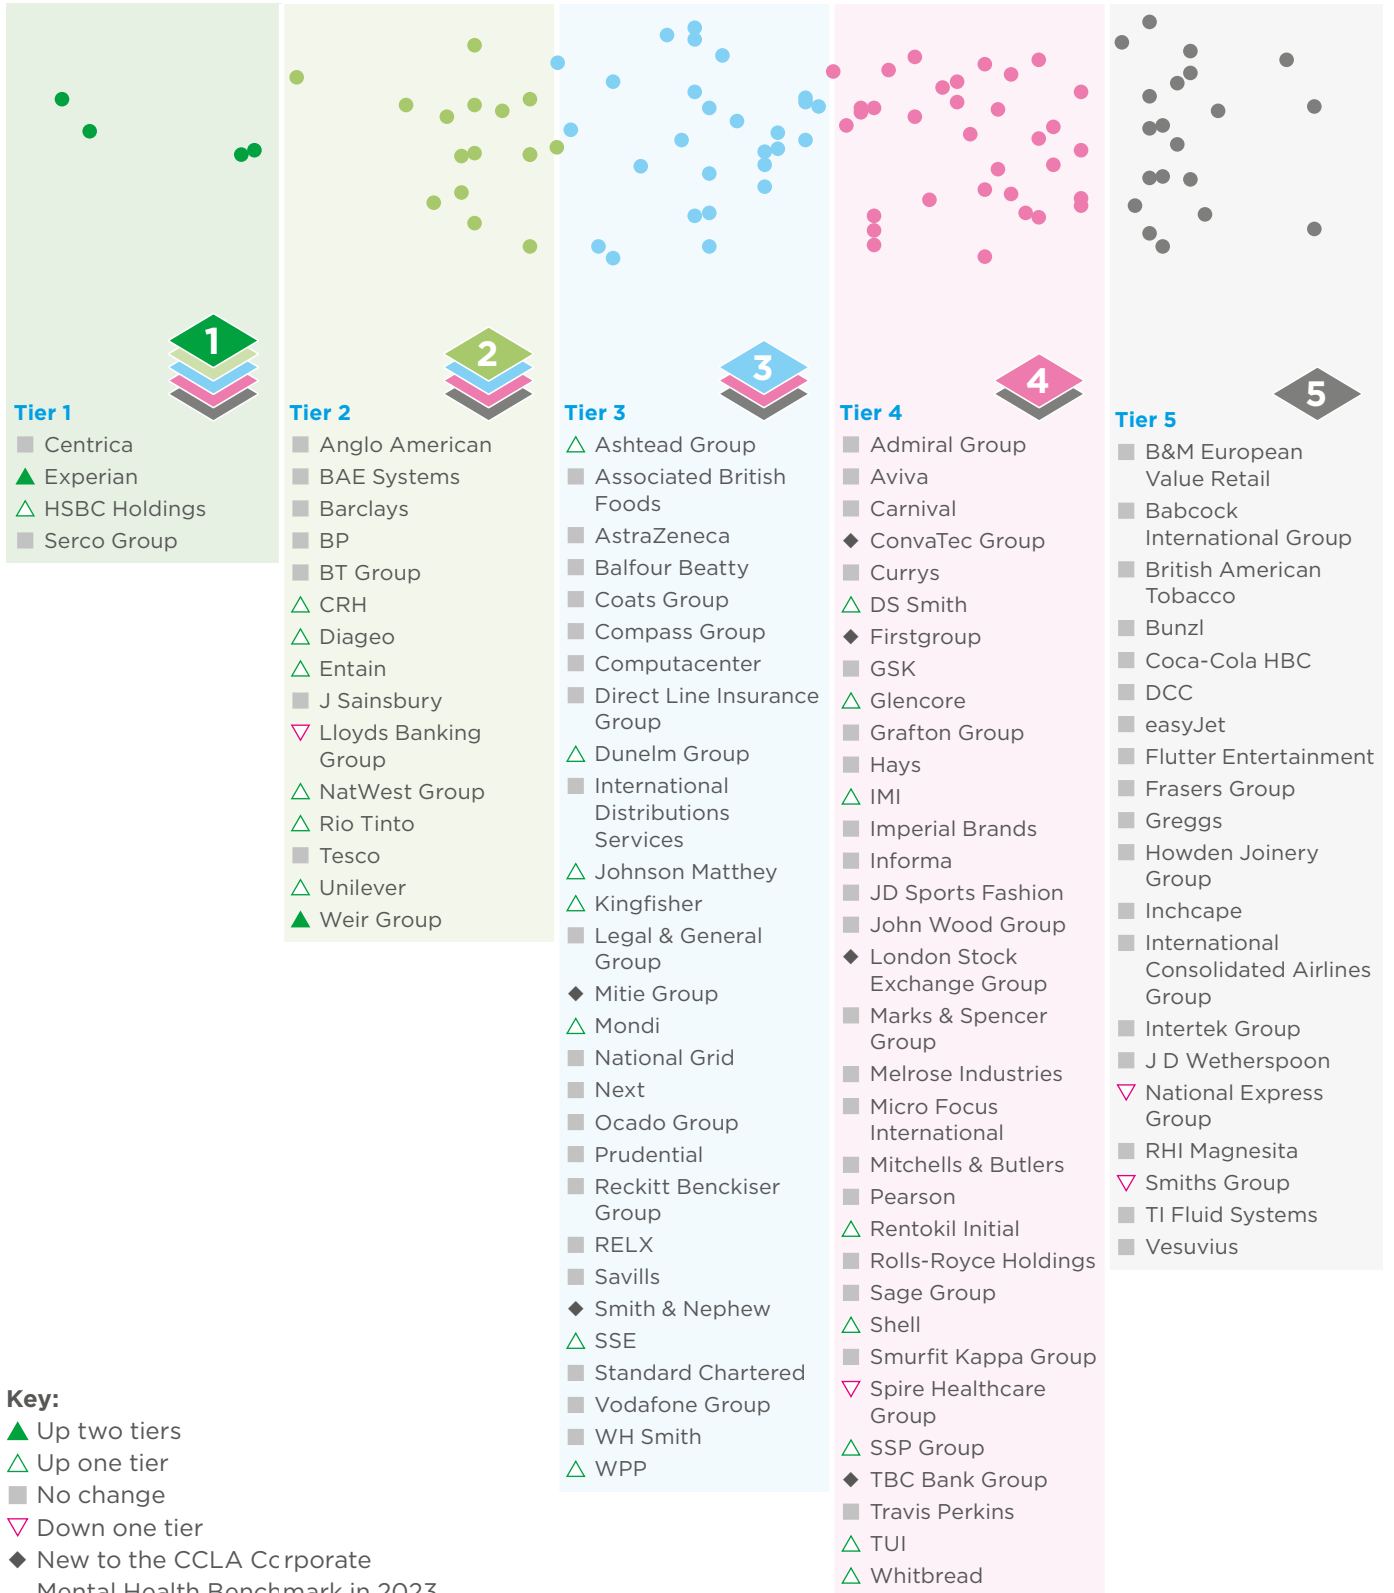 1
Tier 1
Centrica
Experian
HSBC Holdings
Serco Group
2
Tier 2
Anglo American
BAE Systems
Barclays
BP
BT Group
CRH
Diageo
Entain
J Sainsbury
Lloyds Banking
Group
NatWest Group
Rio Tinto
Tesco
Unilever
Weir Group
3
Tier 3
Ashtead Group
Associated British
Foods
AstraZeneca
Balfour Beatty
Coats Group
Compass Group
Computacenter
Direct Line Insurance
Group
Dunelm Group
International
Distributions
Services
Johnson Matthey
Kingfisher
Legal & General
Group
Mitie Group
Mondi
National Grid
Next
Ocado Group
Prudential
Reckitt Benckiser
Group
RELX
Savills
Smith & Nephew
SSE
Standard Chartered
Vodafone Group
WH Smith
WPP
4
Tier 4
Admiral Group
Aviva
Carnival
ConvaTec Group
Currys
DS Smith
Firstgroup
GSK
Glencore
Grafton Group
Hays
IMI
Imperial Brands
Informa
JD Sports Fashion
John Wood Group
London Stock
Exchange Group
Marks & Spencer
Group
Melrose Industries
Micro Focus
International
Mitchells & Butlers
Pearson
Rentokil Initial
Rolls-Royce Holdings
Sage Group
Shell
Smurfit Kappa Group
Spire Healthcare
Group
SSP Group
TBC Bank Group
Travis Perkins
TUI
Whitbread
5
Tier 5
B&M European
Value Retail
Babcock
International Group
British American
Tobacco
Bunzl
Coca-Cola HBC
DCC
easyJet
Flutter Entertainment
Frasers Group
Greggs
Howden Joinery
Group
Inchcape
International
Consolidated Airlines
Group
Intertek Group
J D Wetherspoon
National Express
Group
RHI Magnesita
Smiths Group
TI Fluid Systems
Vesuvius
Key:
Up two tiers
Up one tier
No change
Down one tier
New to the CCLA Corporate
Mental Health Benchmark in 2023